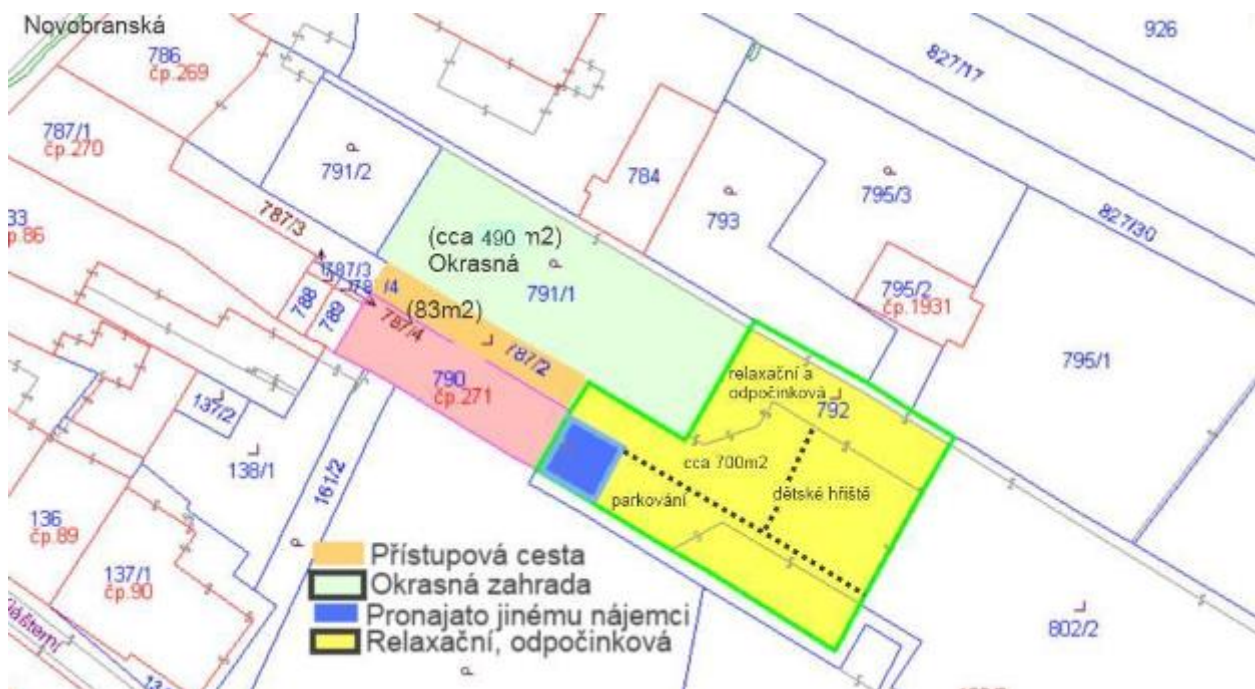 Novobranská
786
čp.269
926
827/17
787/1
čp.270
791/2
784
793
795/3
827/30
787/3
(cca 490 m2)
Okrasná
791/1
787/3
/4
788
789
787/4
(83m2)
787/2
795/2
čp.1931
795/1
790
čp.271
relaxační a
odpočinková
792
137/2
138/1
161/2
cca 700m2
dětské hřiště
parkování
136
čp.89
137/1
čp.90
802/2
Přístupová cesta
Okrasná zahrada
Pronajato jinému nájemci
Relaxační, odpočinková